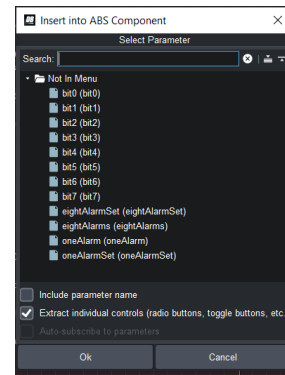 Insert into ABS Component
Select Parameter
Search:
Not In Menu
bit0 (bit0)
bit1 (bit1)
bit2 (bit2)
bit3 (bit3)
bit4 (bit4)
bit5 (bit5)
bit6 (bit6)
bit7 (bit7)
eightAlarmSet (eightAlarmSet)
eightAlarms (eightAlarms)
oneAlarm (oneAlarm)
oneAlarmSet (oneAlarmSet)
Include parameter name
Extract individual controls (radio buttons, toggle buttons, etc.
Auto-subscribe to parameters
Ok Cancel